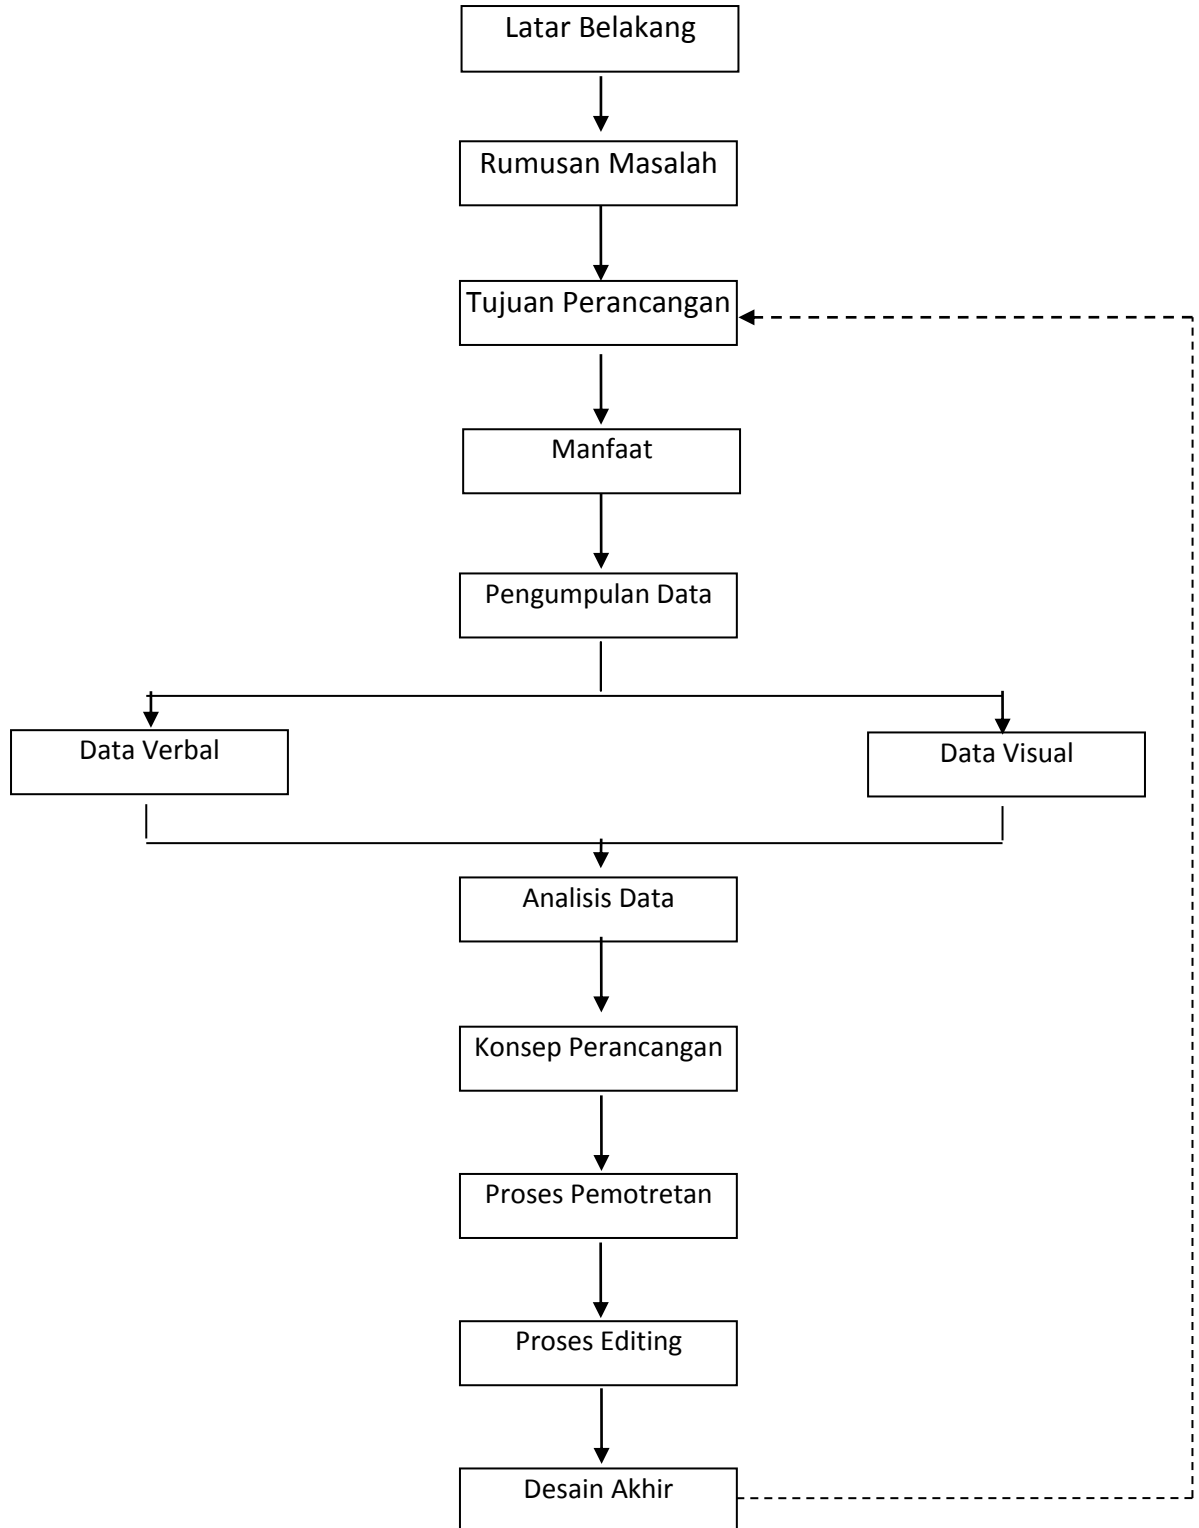 Latar Belakang
Rumusan Masalah
Tujuan Perancangan
Manfaat
Pengumpulan Data
Data Verbal
Data Visual
Analisis Data
Konsep Perancangan
Proses Pemotretan
Proses Editing
Desain Akhir